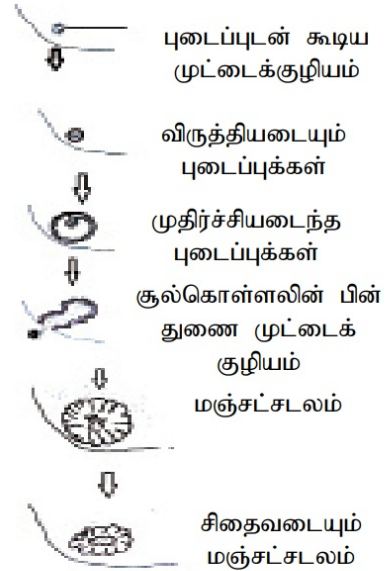 புடைப்புடன் கூடிய
முட்டைக்குழியம்
விருத்தியடையும்
புடைப்புக்கள்
முதிர்ச்சியடைந்த
புடைப்புக்கள்
சூல்கொள்ளலின் பின்
துணை முட்டைக்
குழியம்
மஞ்சட்சடலம்
சிதைவடையும்
மஞ்சட்சடலம்